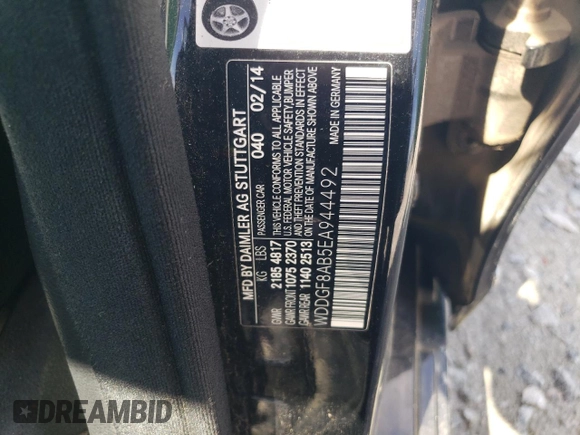 MFD BY DAIMLER AG STUTTGART
PASSENGER CAR 040 02/14
KG LBS
GVWR 2185 4817
GAWR FRONT 1075 2370
GAWR REAR 1140 2513
THIS VEHICLE CONFORMS TO ALL APPLICABLE
U.S. FEDERAL MOTOR VEHICLE SAFETY, BUMPER
AND THEFT PREVENTION STANDARDS IN EFFECT
ON THE DATE OF MANUFACTURE SHOWN ABOVE
WDDGF8AB5EA944492 MADE IN GERMANY
DREAMBID